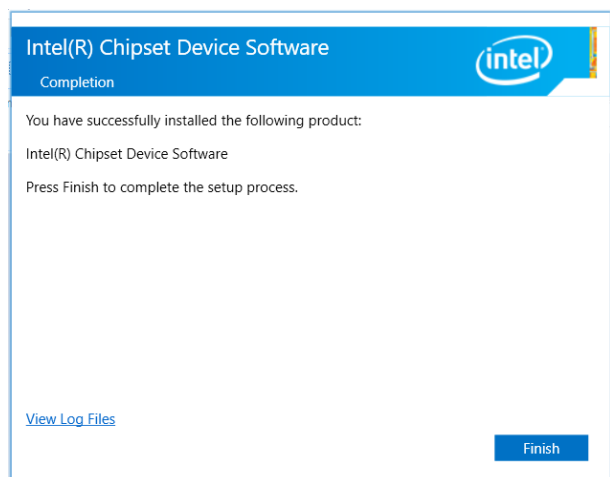 Intel(R) Chipset Device Software
intel
Completion
You have successfully installed the following product:
Intel(R) Chipset Device Software
Press Finish to complete the setup process.
View Log Files
Finish